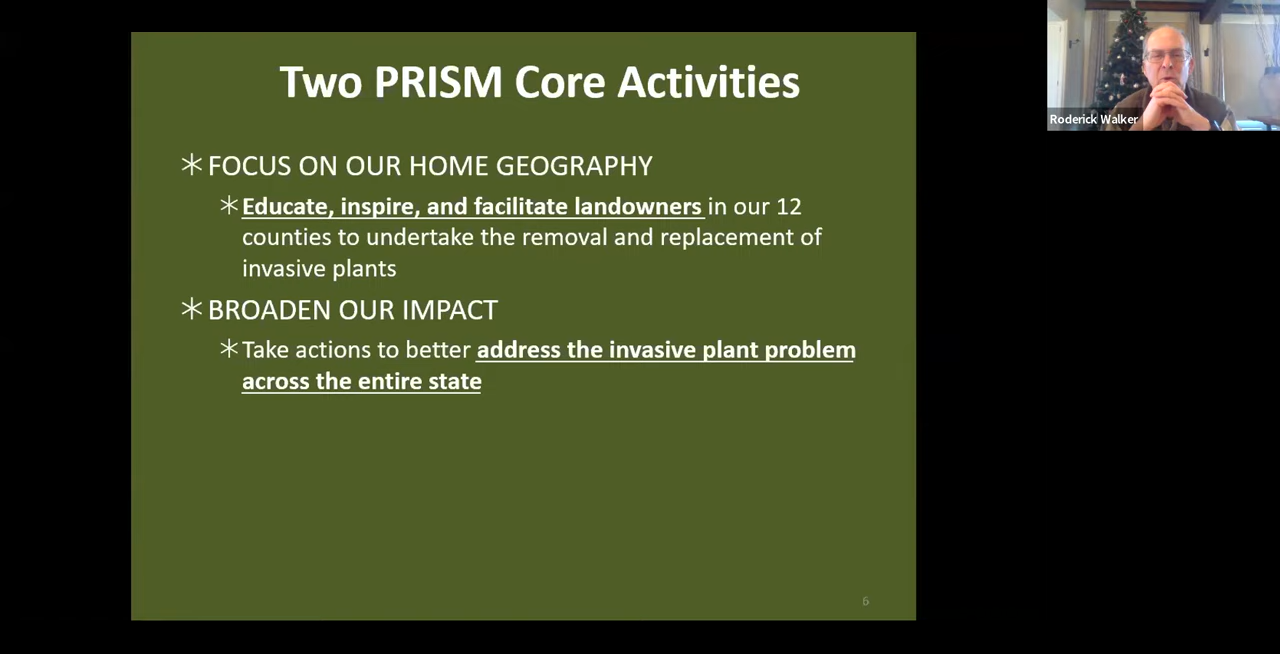 Two PRISM Core Activities
FOCUS ON OUR HOME GEOGRAPHY
Educate, inspire, and facilitate landowners in our 12
counties to undertake the removal and replacement of
invasive plants
BROADEN OUR IMPACT
Take actions to better address the invasive plant problem
across the entire state
6
Roderick Walker